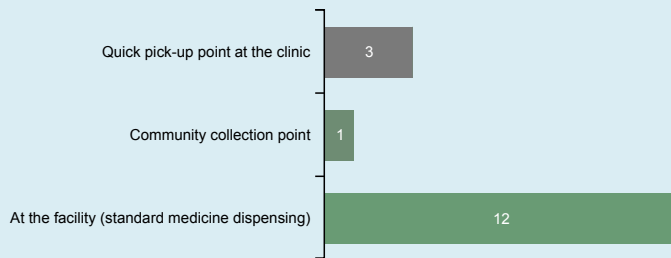 Quick pick-up point at the clinic
3
Community collection point
1
At the facility (standard medicine dispensing)
12